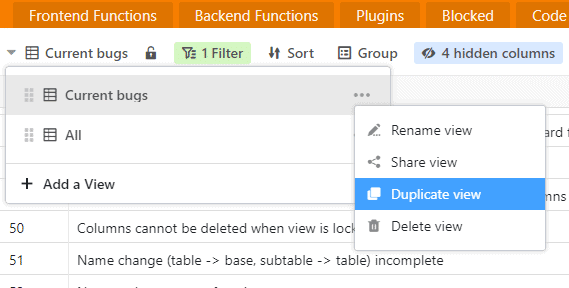 Frontend Functions Backend Functions Plugins Blocked Code
Current bugs 1 Filter Sort Group 4 hidden columns
Current bugs
All
Add a View
Rename view
Share view
Duplicate view
Delete view
ard f
mns
50 Columns cannot be deleted when view is lock
51 Name change (table -> base, subtable -> table) incomplete